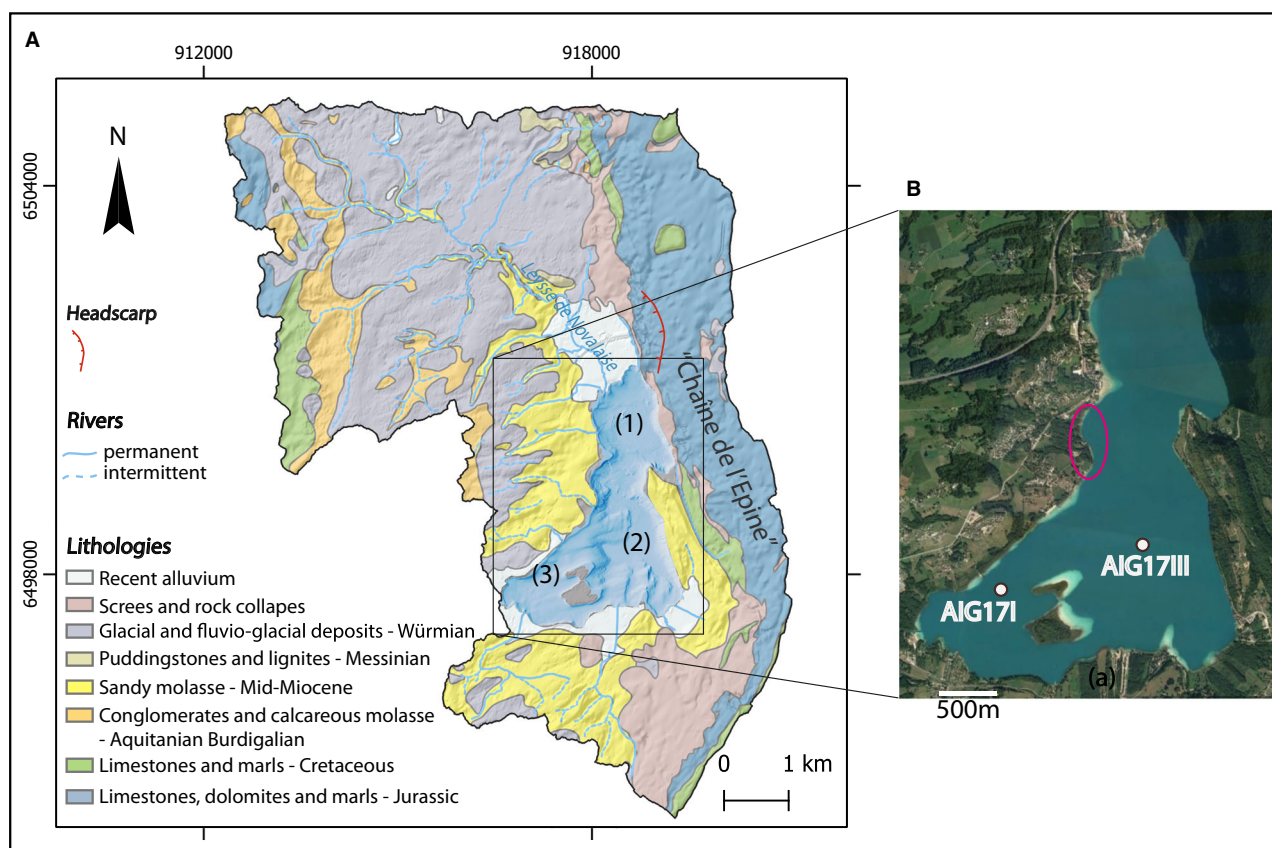 A
912000
918000
N
6504000
6498000
Headscarp
Rivers
permanent
intermittent
Lithologies
Recent alluvium
Screes and rock collapes
Glacial and fluvio-glacial deposits - Würmian
Puddingstones and lignites - Messinian
Sandy molasse - Mid-Miocene
Conglomerates and calcareous molasse
- Aquitanian Burdigalian
Limestones and marls - Cretaceous
Limestones, dolomites and marls - Jurassic
Leysse de Novalaise
"Chaîne de l'Epine"
(1)
(2)
(3)
0 1 km
B
AIG17III
AIG17I
(a)
500m